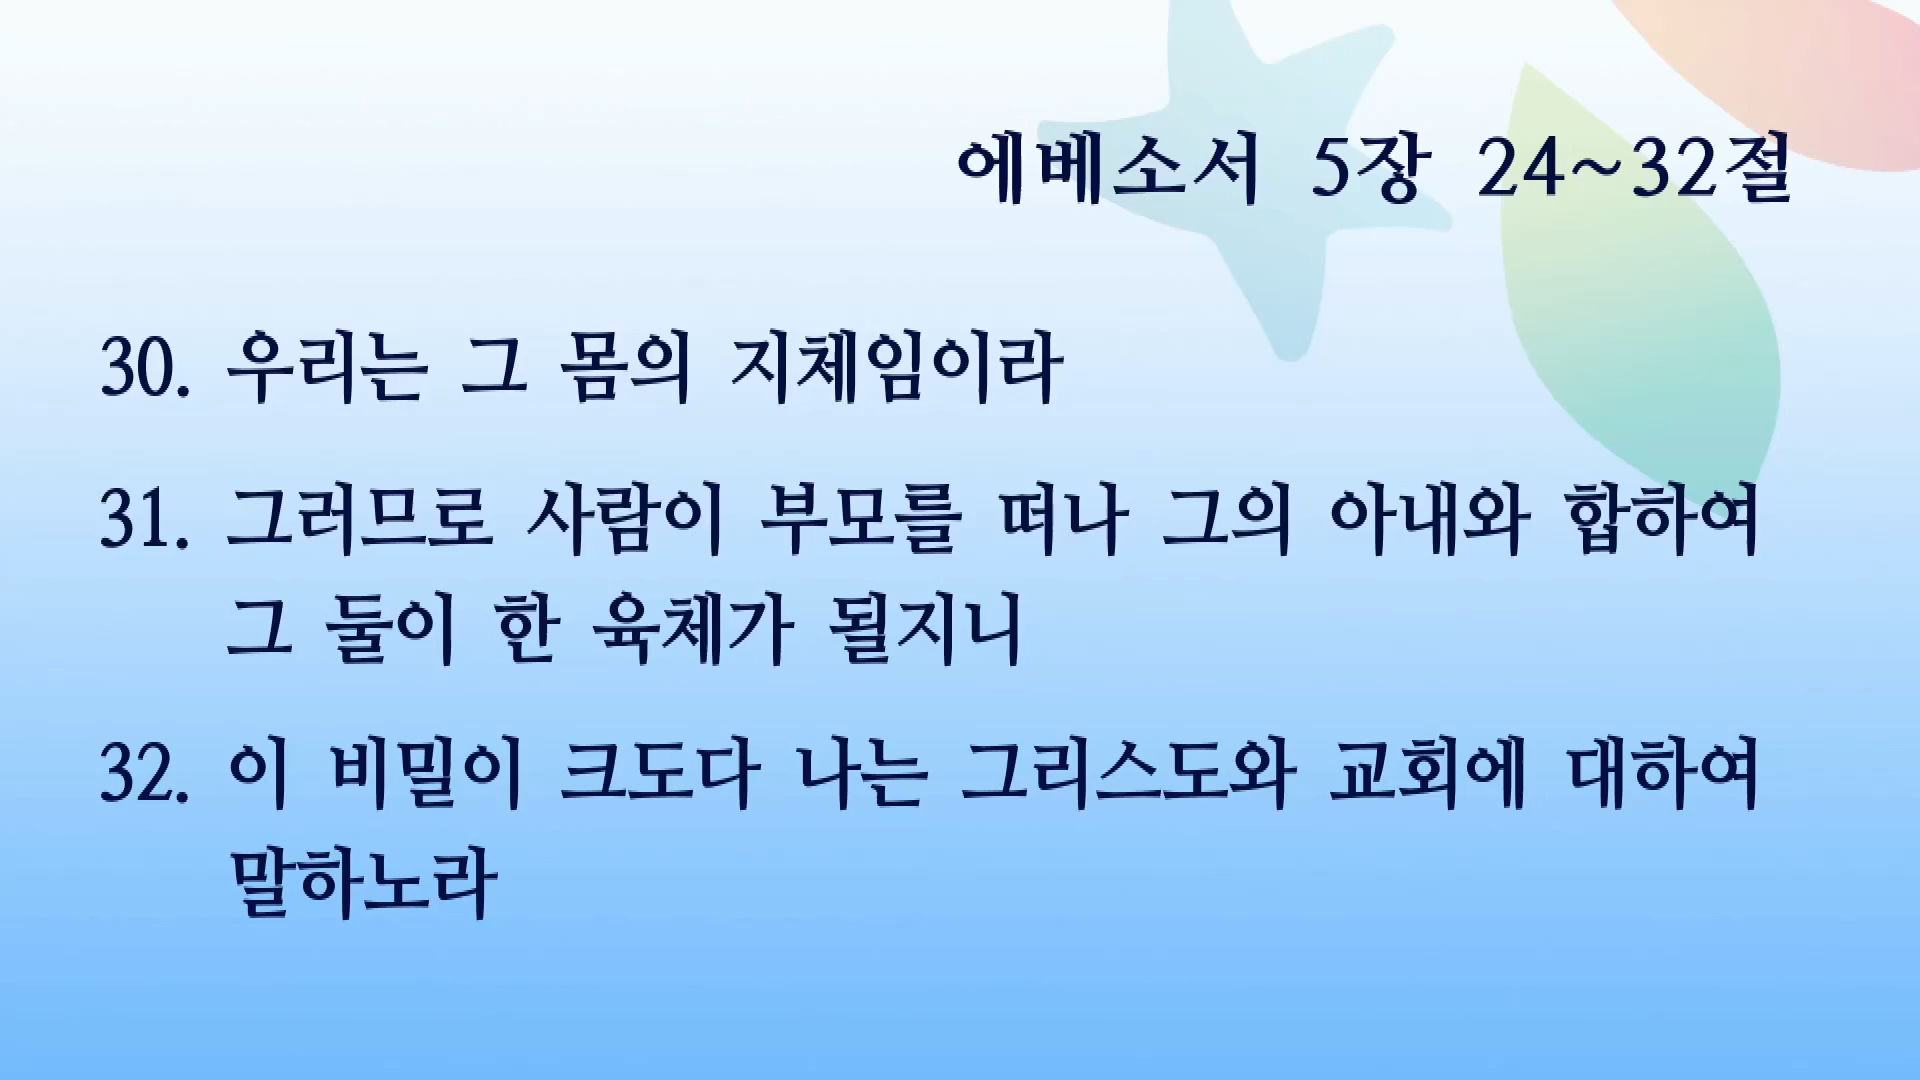 에베소서 5장 24~32절
30. 우리는 그 몸의 지체임이라
31. 그러므로 사람이 부모를 떠나 그의 아내와 합하여
그 둘이 한 육체가 될지니
32. 이 비밀이 크도다 나는 그리스도와 교회에 대하여
말하노라